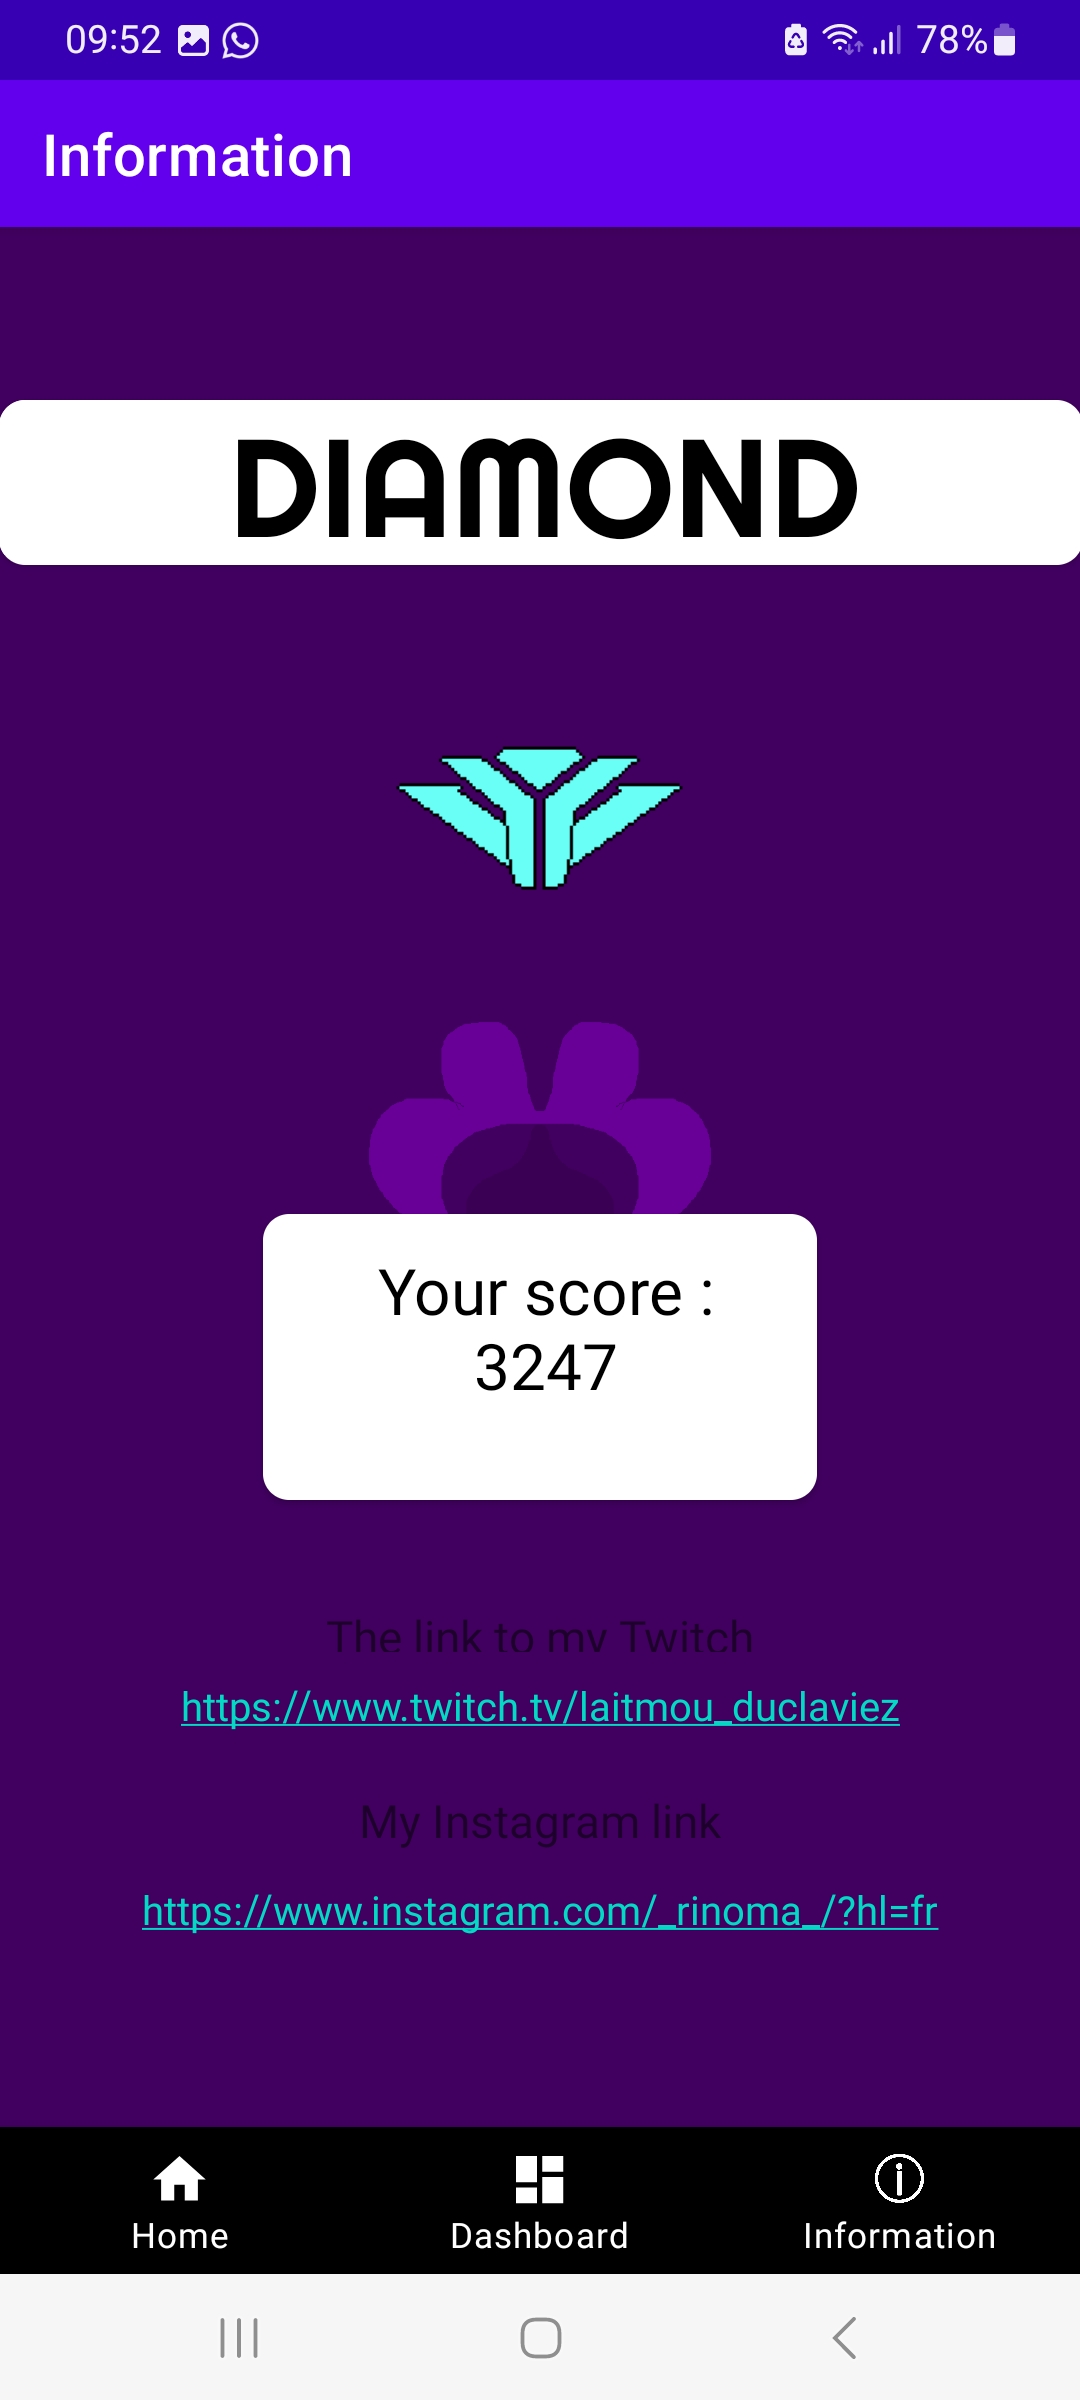 09:52
78%
Information
DIAMOND
Your score :
3247
The link to my Twitch
https://www.twitch.tv/laitmou_duclaviez
My Instagram link
https://www.instagram.com/_rinoma_/?hl=fr
Home
Dashboard
Information